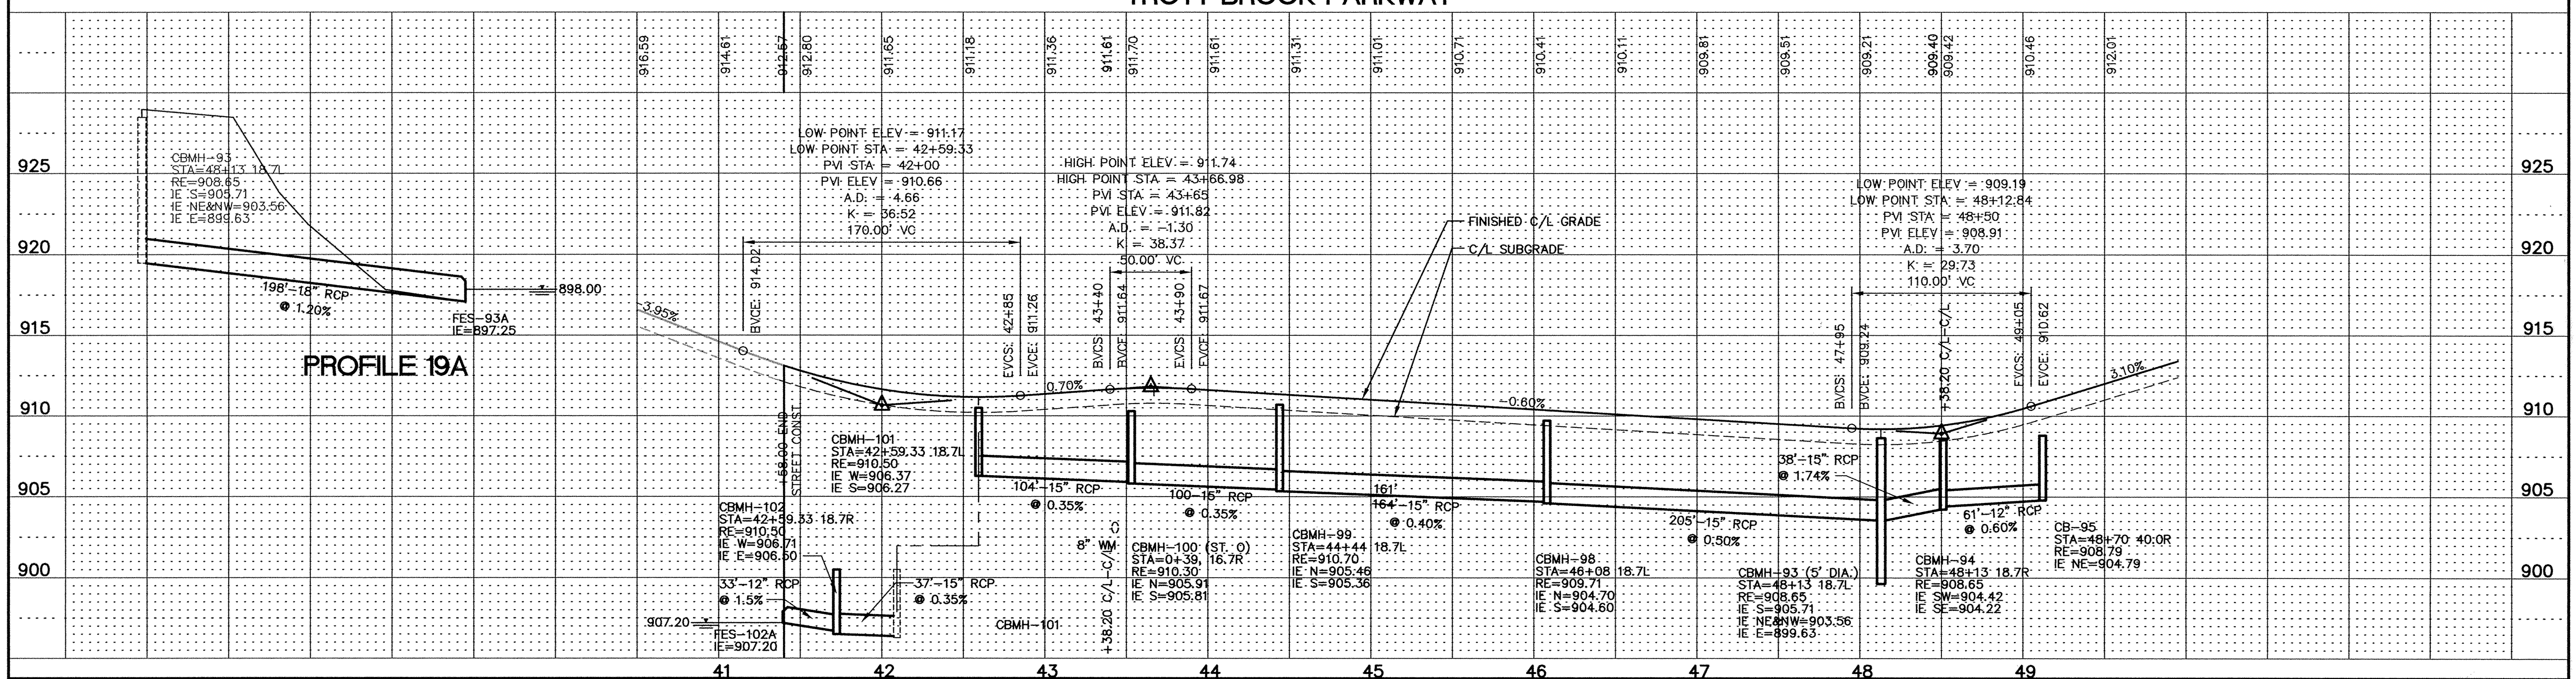 TROTT BROOK PARKWAY
916.59
914.61
912.57
912.80
911.65
911.18
911.36
911.61
911.70
911.61
911.31
911.01
910.71
910.41
910.11
909.81
909.51
909.21
909.40
909.42
910.46
912.01
925
920
915
910
905
900
CBMH-93
STA=48+13 18.7L
RE=908.65
IE S=905.71
IE NE&NW=903.56
IE E=899.63
198'-18" RCP
@ 1.20%
898.00
FES-93A
IE=897.25
PROFILE 19A
LOW POINT ELEV = 911.17
LOW POINT STA = 42+59.33
PVI STA = 42+00
PVI ELEV = 910.66
A.D. = 4.66
K = 36.52
170.00' VC
BVCE: 914.02
EVCS: 42+85
EVCE: 911.26
HIGH POINT ELEV = 911.74
HIGH POINT STA = 43+66.98
PVI STA = 43+65
PVI ELEV = 911.82
A.D. = -1.30
K = 38.37
50.00' VC
BVCS: 43+40
BVCE: 911.64
EVCS: 43+90
EVCE: 911.67
FINISHED C/L GRADE
C/L SUBGRADE
LOW POINT ELEV = 909.19
LOW POINT STA = 48+12.84
PVI STA = 48+50
PVI ELEV = 908.91
A.D. = 3.70
K = 29.73
110.00' VC
BVCS: 47+95
BVCE: 909.24
+38.20 C/L-C/L
EVCS: 49+05
EVCE: 910.62
-3.95%
0.70%
-0.60%
3.10%
+58.00 END
STREET CONST
CBMH-101
STA=42+59.33 18.7L
RE=910.50
IE W=906.37
IE S=906.27
CBMH-102
STA=42+59.33 18.7R
RE=910.50
IE W=906.71
IE E=906.50
33'-12" RCP
@ 1.5%
37'-15" RCP
@ 0.35%
907.20
FES-102A
IE=907.20
CBMH-101
104'-15" RCP
@ 0.35%
8" WM
+38.20 C/L-C/L
100-15" RCP
@ 0.35%
CBMH-100 (ST. O)
STA=0+39, 16.7R
RE=910.30
IE N=905.91
IE S=905.81
161'
164'-15" RCP
@ 0.40%
CBMH-99
STA=44+44 18.7L
RE=910.70
IE N=905.46
IE S=905.36
CBMH-98
STA=46+08 18.7L
RE=909.71
IE N=904.70
IE S=904.60
205'-15" RCP
@ 0.50%
38'-15" RCP
@ 1.74%
CBMH-93 (5' DIA.)
STA=48+13 18.7L
RE=908.65
IE S=905.71
IE NE&NW=903.56
IE E=899.63
61'-12" RCP
@ 0.60%
CBMH-94
STA=48+13 18.7R
RE=908.65
IE SW=904.42
IE SE=904.22
CB-95
STA=48+70 40.0R
RE=908.79
IE NE=904.79
925
920
915
910
905
900
41
42
43
44
45
46
47
48
49